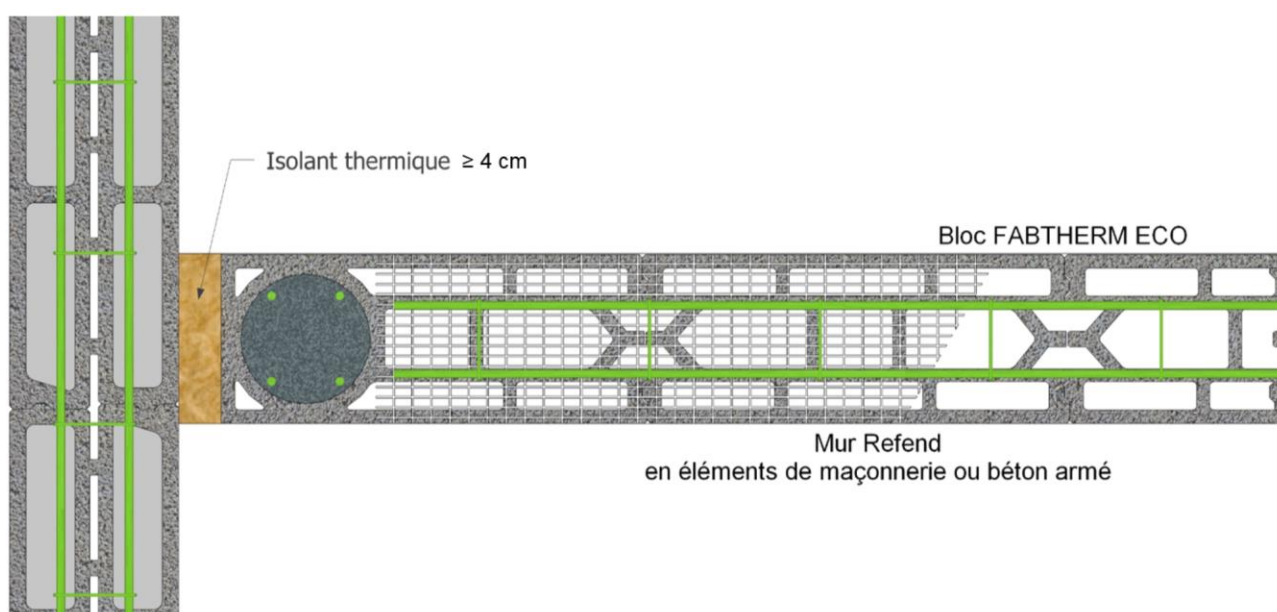 Isolant thermique ≥ 4 cm
Bloc FABTHERM ECO
Mur Refend
en éléments de maçonnerie ou béton armé